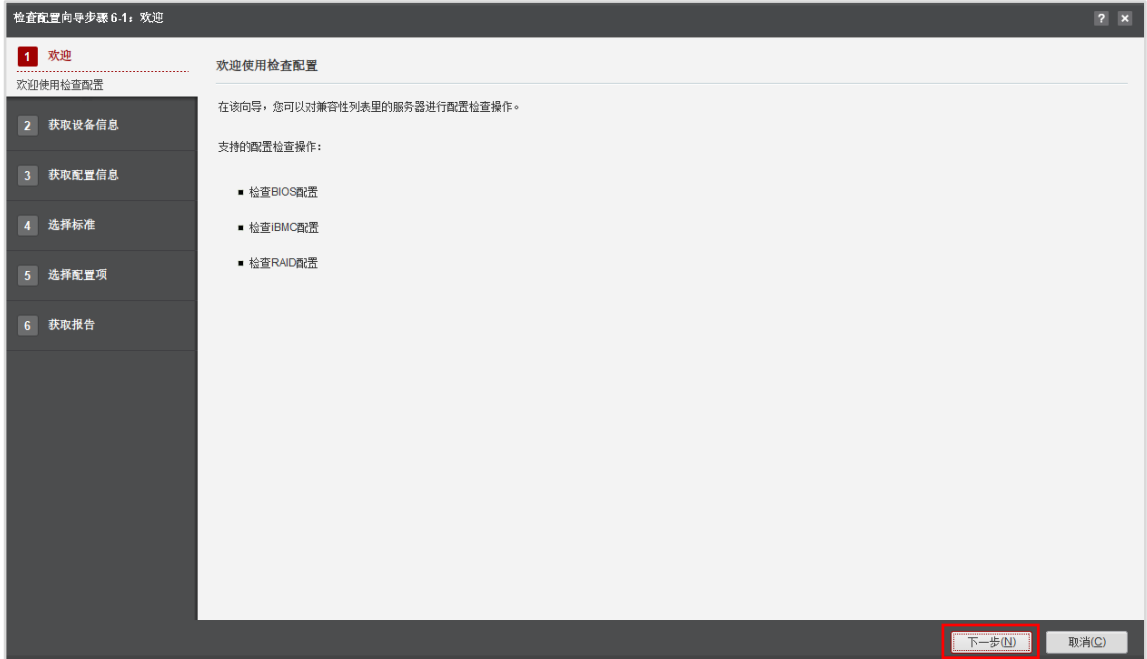 检查配置向导步骤 6-1：欢迎
? ×
1 欢迎
欢迎使用检查配置
2 获取设备信息
3 获取配置信息
4 选择标准
5 选择配置项
6 获取报告
欢迎使用检查配置
在该向导，您可以对兼容性列表里的服务器进行配置检查操作。
支持的配置检查操作：
■ 检查BIOS配置
■ 检查iBMC配置
■ 检查RAID配置
下一步(N)
取消(C)